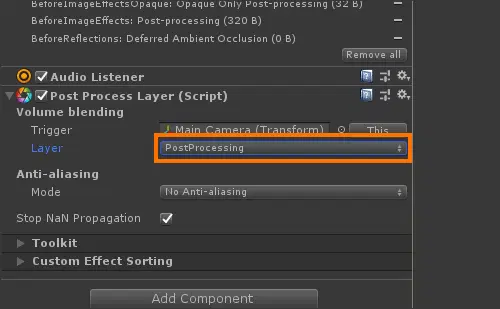 BeforeImageEffectsOpaque: Opaque Only Post-processing (32 B)
BeforeImageEffects: Post-processing (320 B)
BeforeReflections: Deferred Ambient Occlusion (0 B)
Remove all
Audio Listener
Post Process Layer (Script)
Volume blending
Trigger Main Camera (Transform) This
Layer PostProcessing
Anti-aliasing
Mode No Anti-aliasing
Stop NaN Propagation
Toolkit
Custom Effect Sorting
Add Component